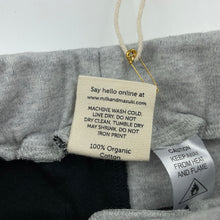 Say hello online at
www.milkandmasuki.com
MACHINE WASH COLD.
LINE DRY. DO NOT
DRY CLEAN. TUMBLE DRY
MAY SHRINK. DO NOT
IRON PRINT
100% Organic
Cotton
CAUTION
KEEP AWAY
FROM
HEAT AND
FLAME